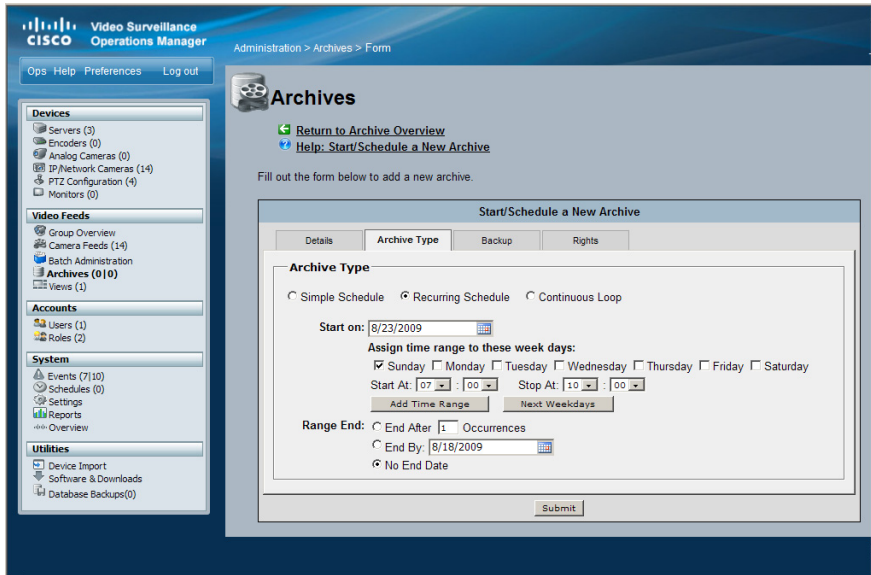 CISCO
Video Surveillance
Operations Manager
Ops Help Preferences Log out
Administration > Archives > Form
Devices
Servers (3)
Encoders (0)
Analog Cameras (0)
IP/Network Cameras (14)
PTZ Configuration (4)
Monitors (0)
Video Feeds
Group Overview
Camera Feeds (14)
Batch Administration
Archives (0|0)
Views (1)
Accounts
Users (1)
Roles (2)
System
Events (7|10)
Schedules (0)
Settings
Reports
Overview
Utilities
Device Import
Software & Downloads
Database Backups(0)
Archives
Return to Archive Overview
Help: Start/Schedule a New Archive
Fill out the form below to add a new archive.
Start/Schedule a New Archive
Details Archive Type Backup Rights
Archive Type
Simple Schedule Recurring Schedule Continuous Loop
Start on: 8/23/2009
Assign time range to these week days:
Sunday Monday Tuesday Wednesday Thursday Friday Saturday
Start At: 07 : 00 Stop At: 10 : 00
Add Time Range Next Weekdays
Range End: End After 1 Occurrences
End By: 8/18/2009
No End Date
Submit